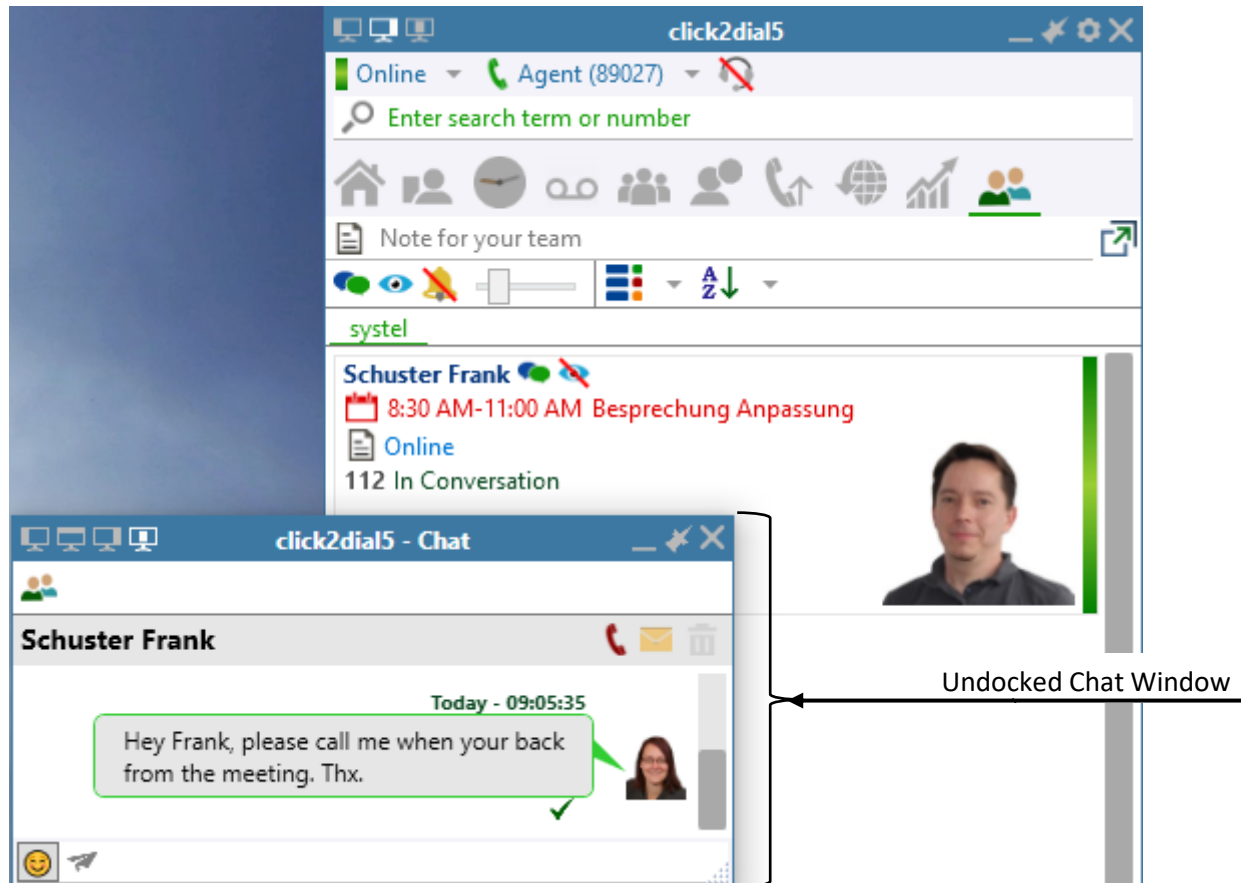 click2dial5
Online Agent (89027)
Enter search term or number
Note for your team
A
Z
systel
Schuster Frank
8:30 AM-11:00 AM Besprechung Anpassung
Online
112 In Conversation
click2dial5 - Chat
Schuster Frank
Today - 09:05:35
Hey Frank, please call me when your back
from the meeting. Thx.
Undocked Chat Window